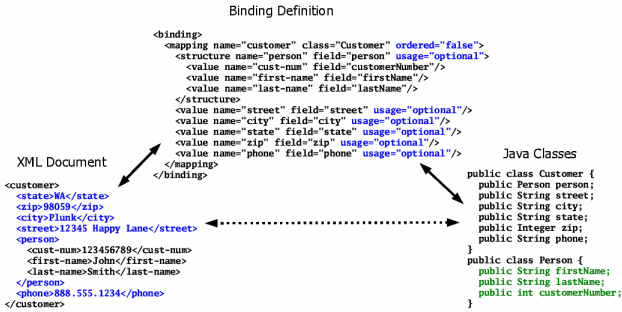 Binding Definition
<binding>
  <mapping name="customer" class="Customer" ordered="false">
    <structure name="person" field="person" usage="optional">
      <value name="cust-num" field="customerNumber"/>
      <value name="first-name" field="firstName"/>
      <value name="last-name" field="lastName"/>
    </structure>
    <value name="street" field="street" usage="optional"/>
    <value name="city" field="city" usage="optional"/>
    <value name="state" field="state" usage="optional"/>
    <value name="zip" field="zip" usage="optional"/>
    <value name="phone" field="phone" usage="optional"/>
  </mapping>
</binding>
XML Document
<customer>
  <state>WA</state>
  <zip>98059</zip>
  <city>Plunk</city>
  <street>12345 Happy Lane</street>
  <person>
    <cust-num>123456789</cust-num>
    <first-name>John</first-name>
    <last-name>Smith</last-name>
  </person>
  <phone>888.555.1234</phone>
</customer>
Java Classes
public class Customer {
  public Person person;
  public String street;
  public String city;
  public String state;
  public Integer zip;
  public String phone;
}
public class Person {
  public String firstName;
  public String lastName;
  public int customerNumber;
}